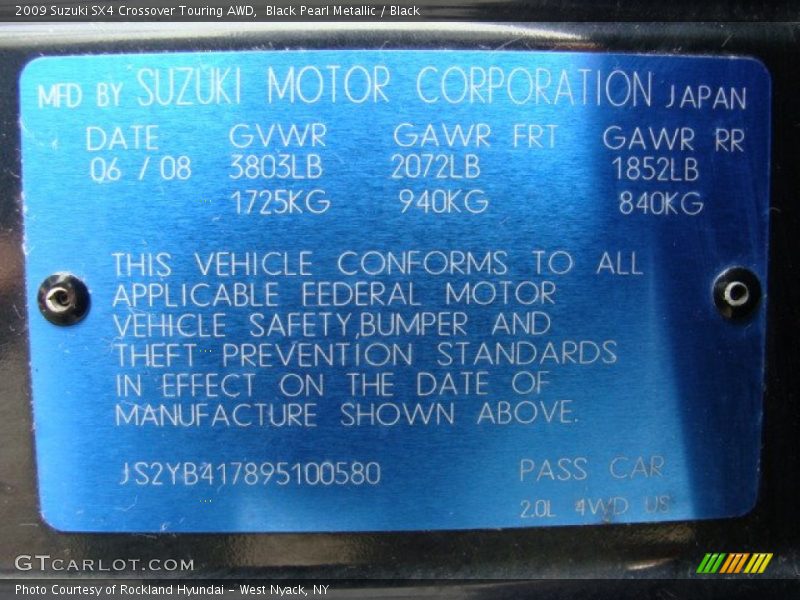 2009 Suzuki SX4 Crossover Touring AWD, Black Pearl Metallic / Black
MFD BY SUZUKI MOTOR CORPORATION JAPAN
DATE GVWR GAWR FRT GAWR RR
06 / 08 3803LB 2072LB 1852LB
1725KG 940KG 840KG
THIS VEHICLE CONFORMS TO ALL
APPLICABLE FEDERAL MOTOR
VEHICLE SAFETY,BUMPER AND
THEFT PREVENTION STANDARDS
IN EFFECT ON THE DATE OF
MANUFACTURE SHOWN ABOVE.
JS2YB417895100580 PASS CAR
2.0L 4WD US
GTCARLOT.COM
Photo Courtesy of Rockland Hyundai - West Nyack, NY